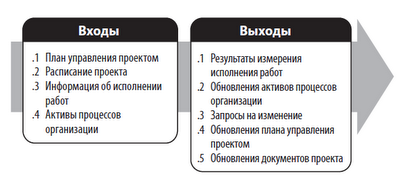 Входы
.1 План управления проектом
.2 Расписание проекта
.3 Информация об исполнении
работ
.4 Активы процессов
организации
Выходы
.1 Результаты измерения
исполнения работ
.2 Обновления активов процессов
организации
.3 Запросы на изменение
.4 Обновления плана управления
проектом
.5 Обновления документов проекта